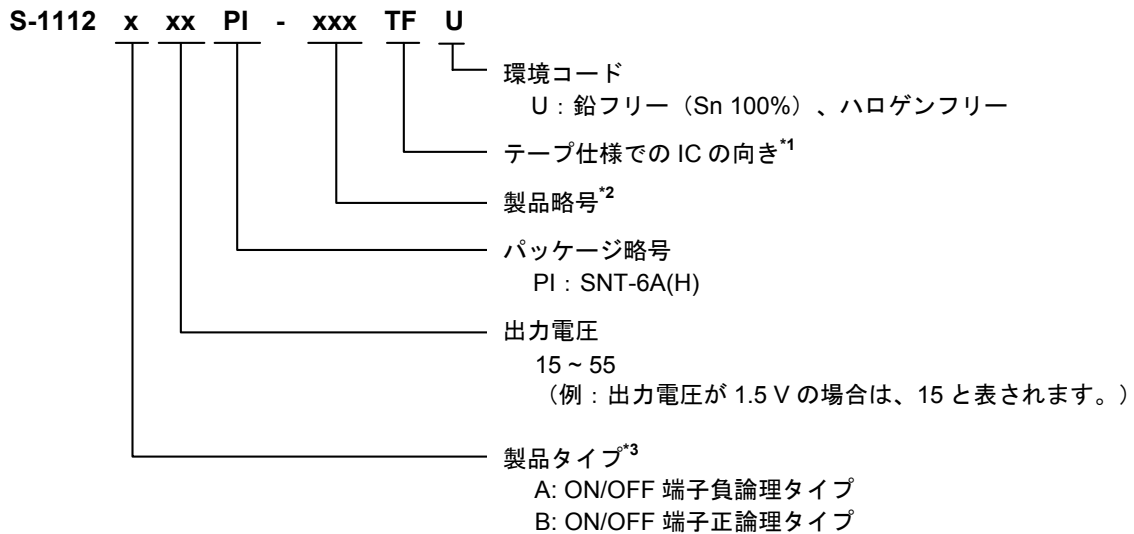 S-1112 x xx PI - xxx TF U
環境コード
U：鉛フリー（Sn 100%）、ハロゲンフリー
テープ仕様での IC の向き*1
製品略号*2
パッケージ略号
PI：SNT-6A(H)
出力電圧
15 ~ 55
（例：出力電圧が 1.5 V の場合は、15 と表されます。）
製品タイプ*3
A: ON/OFF 端子負論理タイプ
B: ON/OFF 端子正論理タイプ